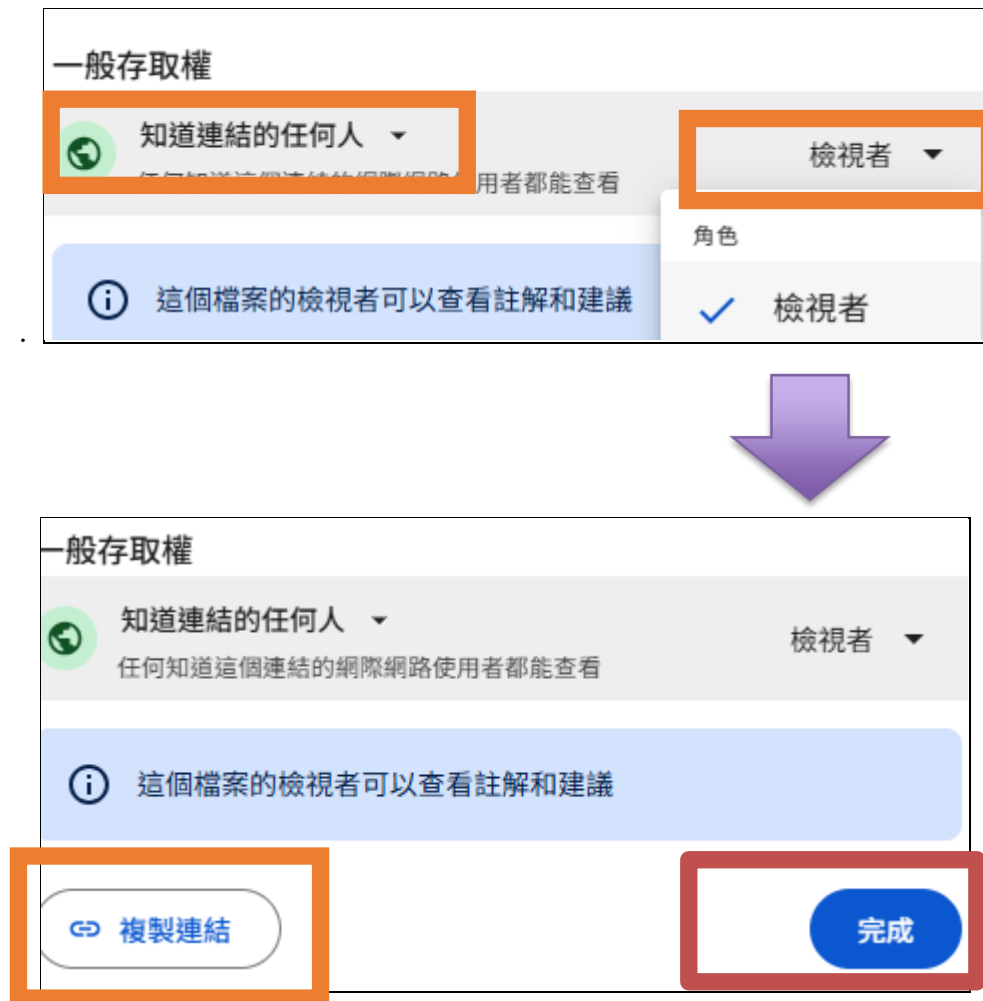 一般存取權
知道連結的任何人
檢視者
用者都能查看
角色
這個檔案的檢視者可以查看註解和建議
檢視者
.
一般存取權
知道連結的任何人
檢視者
任何知道這個連結的網際網路使用者都能查看
這個檔案的檢視者可以查看註解和建議
複製連結
完成